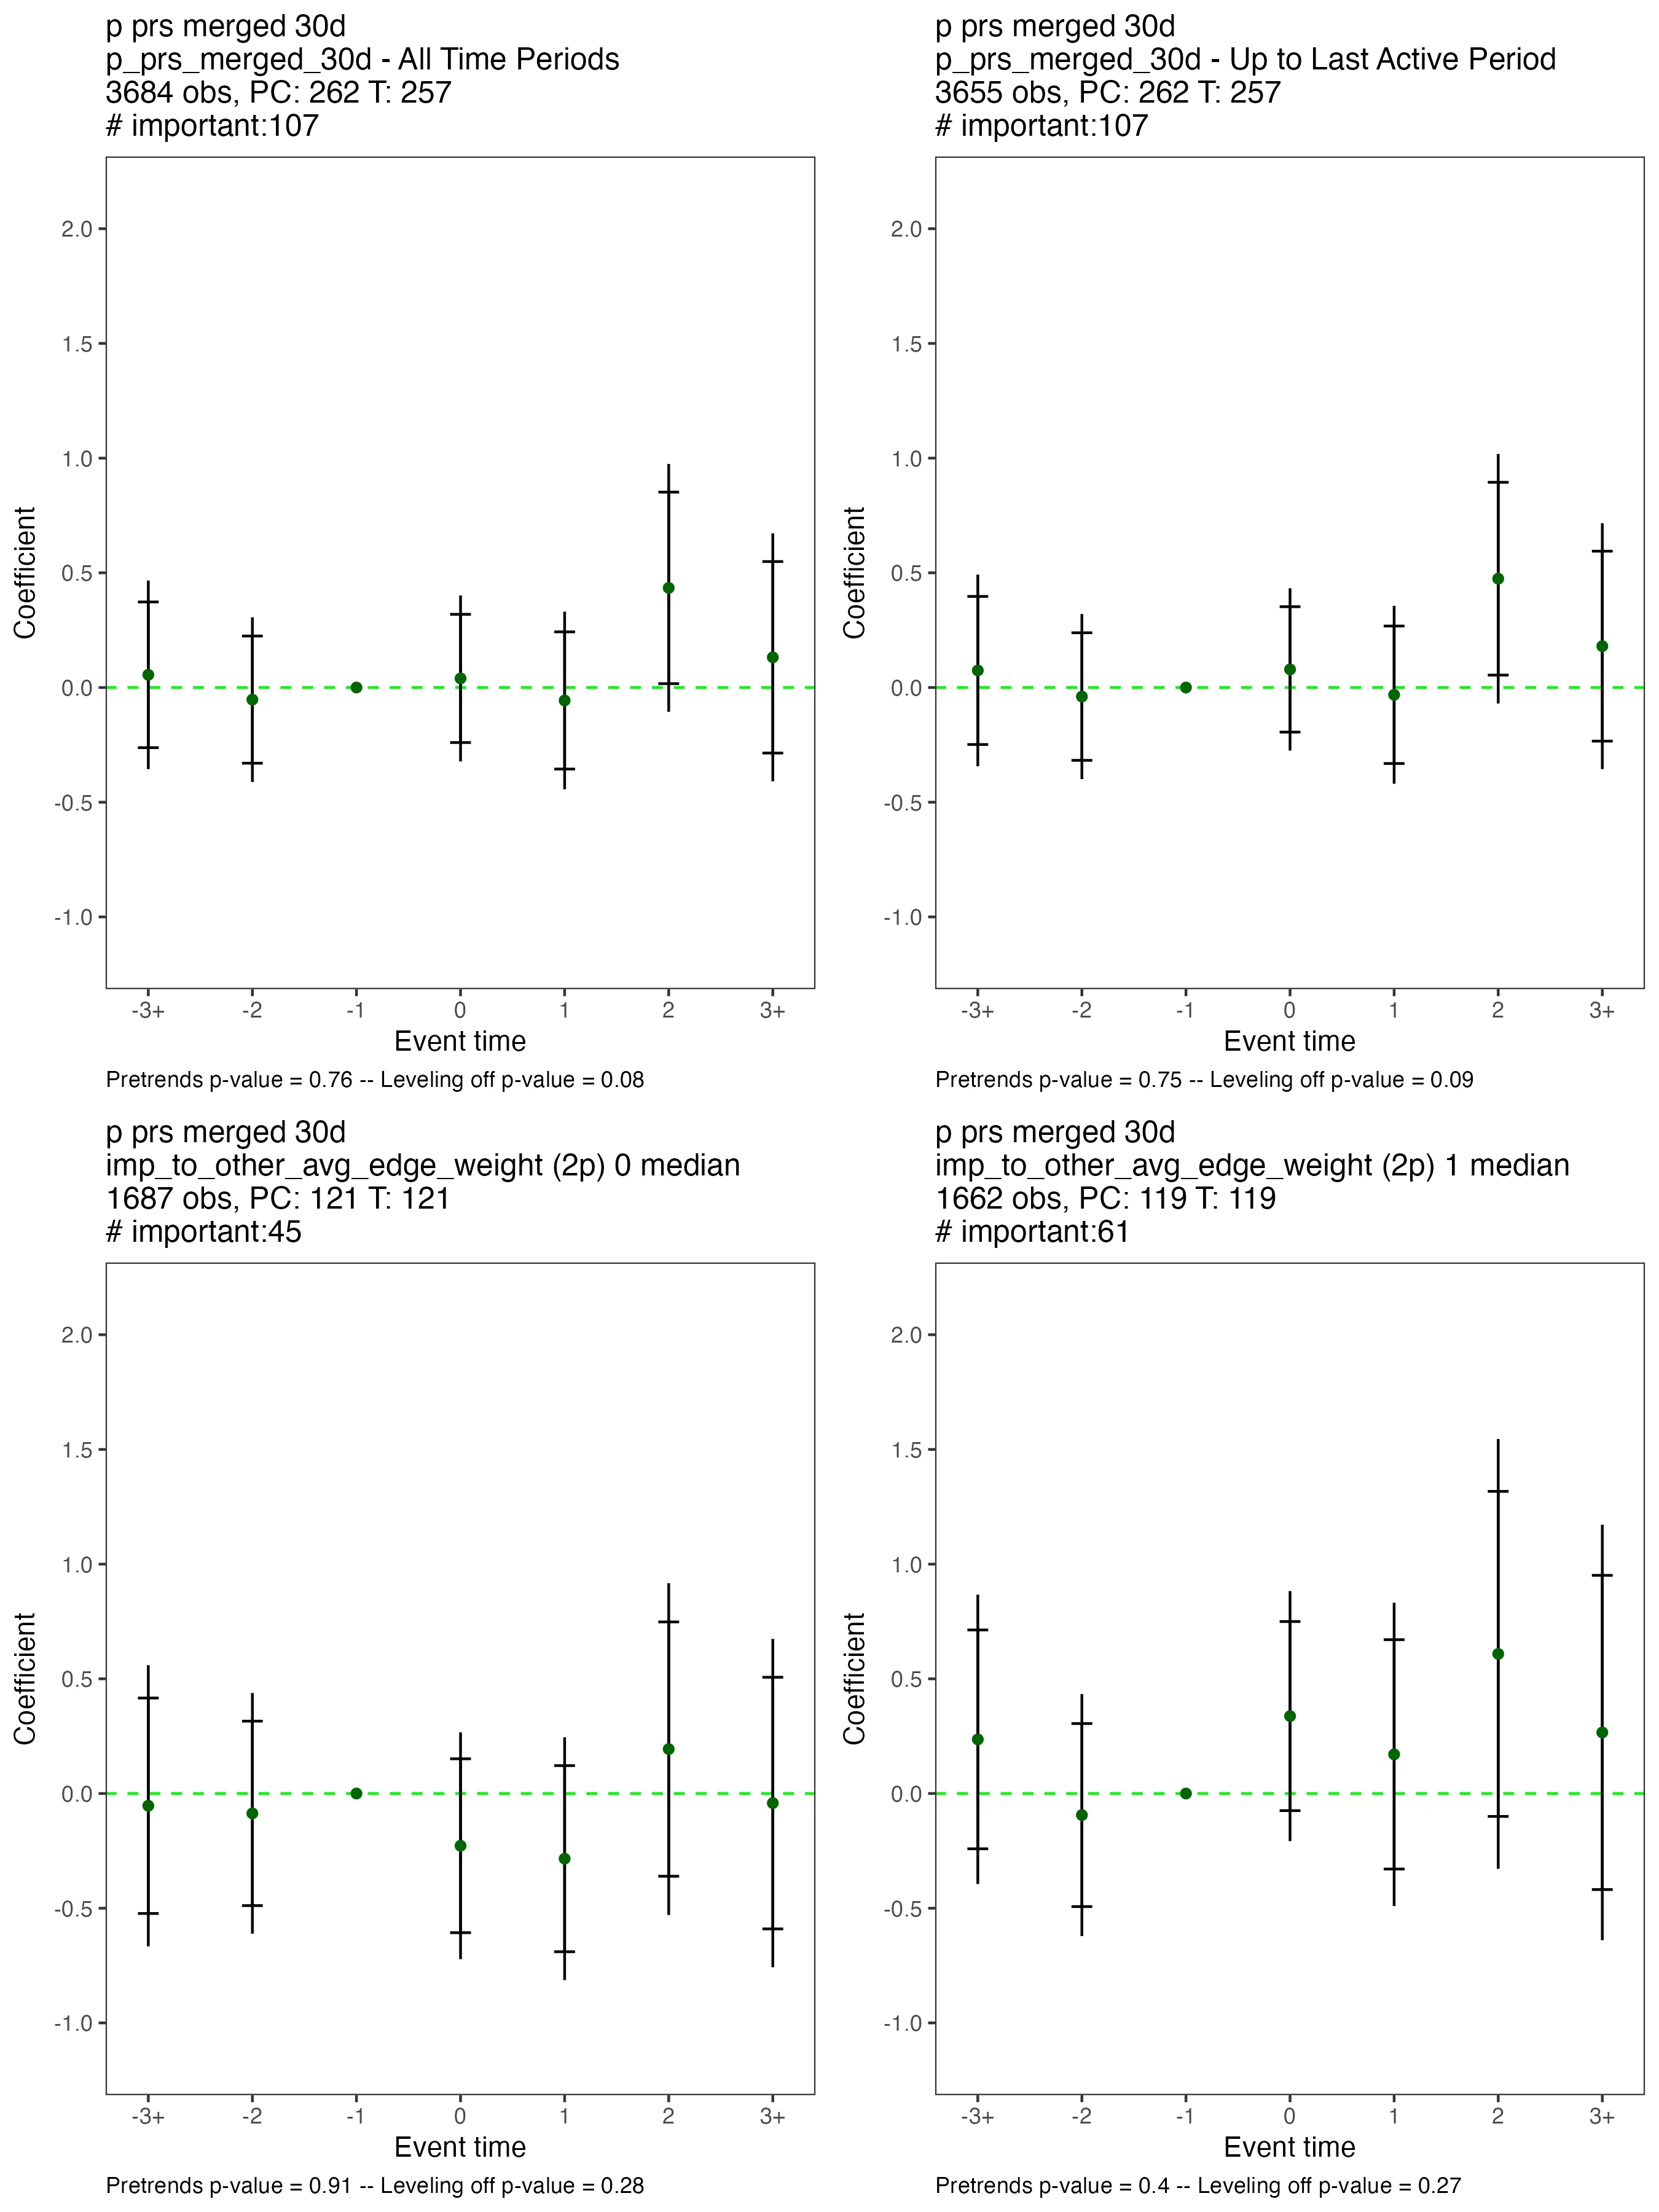 p prs merged 30d
p_prs_merged_30d - All Time Periods
3684 obs, PC: 262 T: 257
# important:107
2.0
1.5
1.0
0.5
0.0
-0.5
-1.0
Coefficient
-3+ -2 -1 0 1 2 3+
Event time
Pretrends p-value = 0.76 -- Leveling off p-value = 0.08
p prs merged 30d
p_prs_merged_30d - Up to Last Active Period
3655 obs, PC: 262 T: 257
# important:107
2.0
1.5
1.0
0.5
0.0
-0.5
-1.0
Coefficient
-3+ -2 -1 0 1 2 3+
Event time
Pretrends p-value = 0.75 -- Leveling off p-value = 0.09
p prs merged 30d
imp_to_other_avg_edge_weight (2p) 0 median
1687 obs, PC: 121 T: 121
# important:45
2.0
1.5
1.0
0.5
0.0
-0.5
-1.0
Coefficient
-3+ -2 -1 0 1 2 3+
Event time
Pretrends p-value = 0.91 -- Leveling off p-value = 0.28
p prs merged 30d
imp_to_other_avg_edge_weight (2p) 1 median
1662 obs, PC: 119 T: 119
# important:61
2.0
1.5
1.0
0.5
0.0
-0.5
-1.0
Coefficient
-3+ -2 -1 0 1 2 3+
Event time
Pretrends p-value = 0.4 -- Leveling off p-value = 0.27